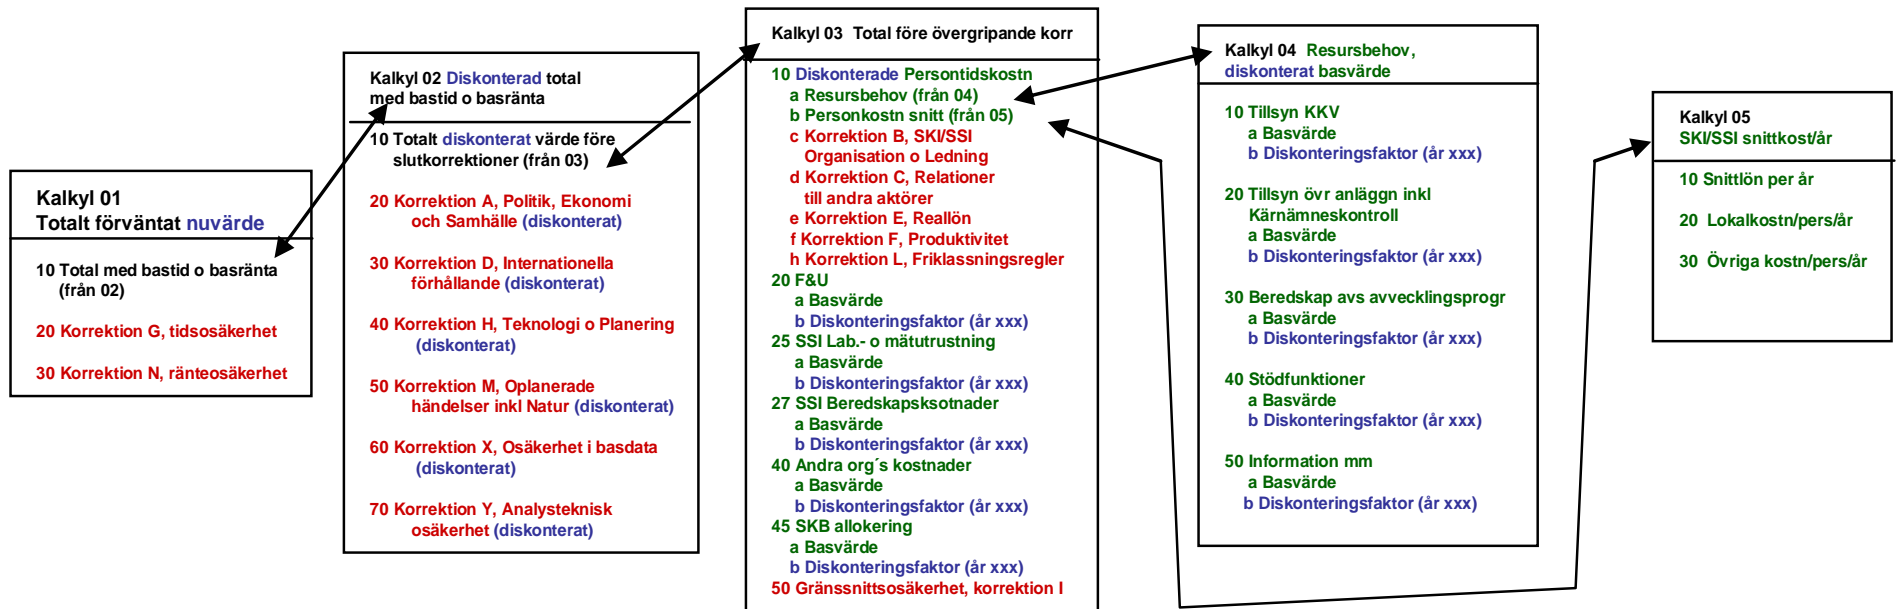 Kalkyl 01
Totalt förväntat nuvärde
10 Total med bastid o basränta
(från 02)
20 Korrektion G, tidsosäkerhet
30 Korrektion N, ränteosäkerhet
Kalkyl 02 Diskonterad total
med bastid o basränta
10 Totalt diskonterat värde före
slutkorrektioner (från 03)
20 Korrektion A, Politik, Ekonomi
och Samhälle (diskonterat)
30 Korrektion D, Internationella
förhållande (diskonterat)
40 Korrektion H, Teknologi o Planering
(diskonterat)
50 Korrektion M, Oplanerade
händelser inkl Natur (diskonterat)
60 Korrektion X, Osäkerhet i basdata
(diskonterat)
70 Korrektion Y, Analysteknisk
osäkerhet (diskonterat)
Kalkyl 03 Total före övergripande korr
10 Diskonterade Persontidskostn
a Resursbehov (från 04)
b Personkostn snitt (från 05)
c Korrektion B, SKI/SSI
Organisation o Ledning
d Korrektion C, Relationer
till andra aktörer
e Korrektion E, Reallön
f Korrektion F, Produktivitet
h Korrektion L, Friklassningsregler
20 F&U
a Basvärde
b Diskonteringsfaktor (år xxx)
25 SSI Lab.- o mätutrustning
a Basvärde
b Diskonteringsfaktor (år xxx)
27 SSI Beredskapsksotnader
a Basvärde
b Diskonteringsfaktor (år xxx)
40 Andra org´s kostnader
a Basvärde
b Diskonteringsfaktor (år xxx)
45 SKB allokering
a Basvärde
b Diskonteringsfaktor (år xxx)
50 Gränssnittsosäkerhet, korrektion I
Kalkyl 04 Resursbehov,
diskonterat basvärde
10 Tillsyn KKV
a Basvärde
b Diskonteringsfaktor (år xxx)
20 Tillsyn övr anläggn inkl
Kärnämneskontroll
a Basvärde
b Diskonteringsfaktor (år xxx)
30 Beredskap avs avvecklingsprogr
a Basvärde
b Diskonteringsfaktor (år xxx)
40 Stödfunktioner
a Basvärde
b Diskonteringsfaktor (år xxx)
50 Information mm
a Basvärde
b Diskonteringsfaktor (år xxx)
Kalkyl 05
SKI/SSI snittkost/år
10 Snittlön per år
20 Lokalkostn/pers/år
30 Övriga kostn/pers/år